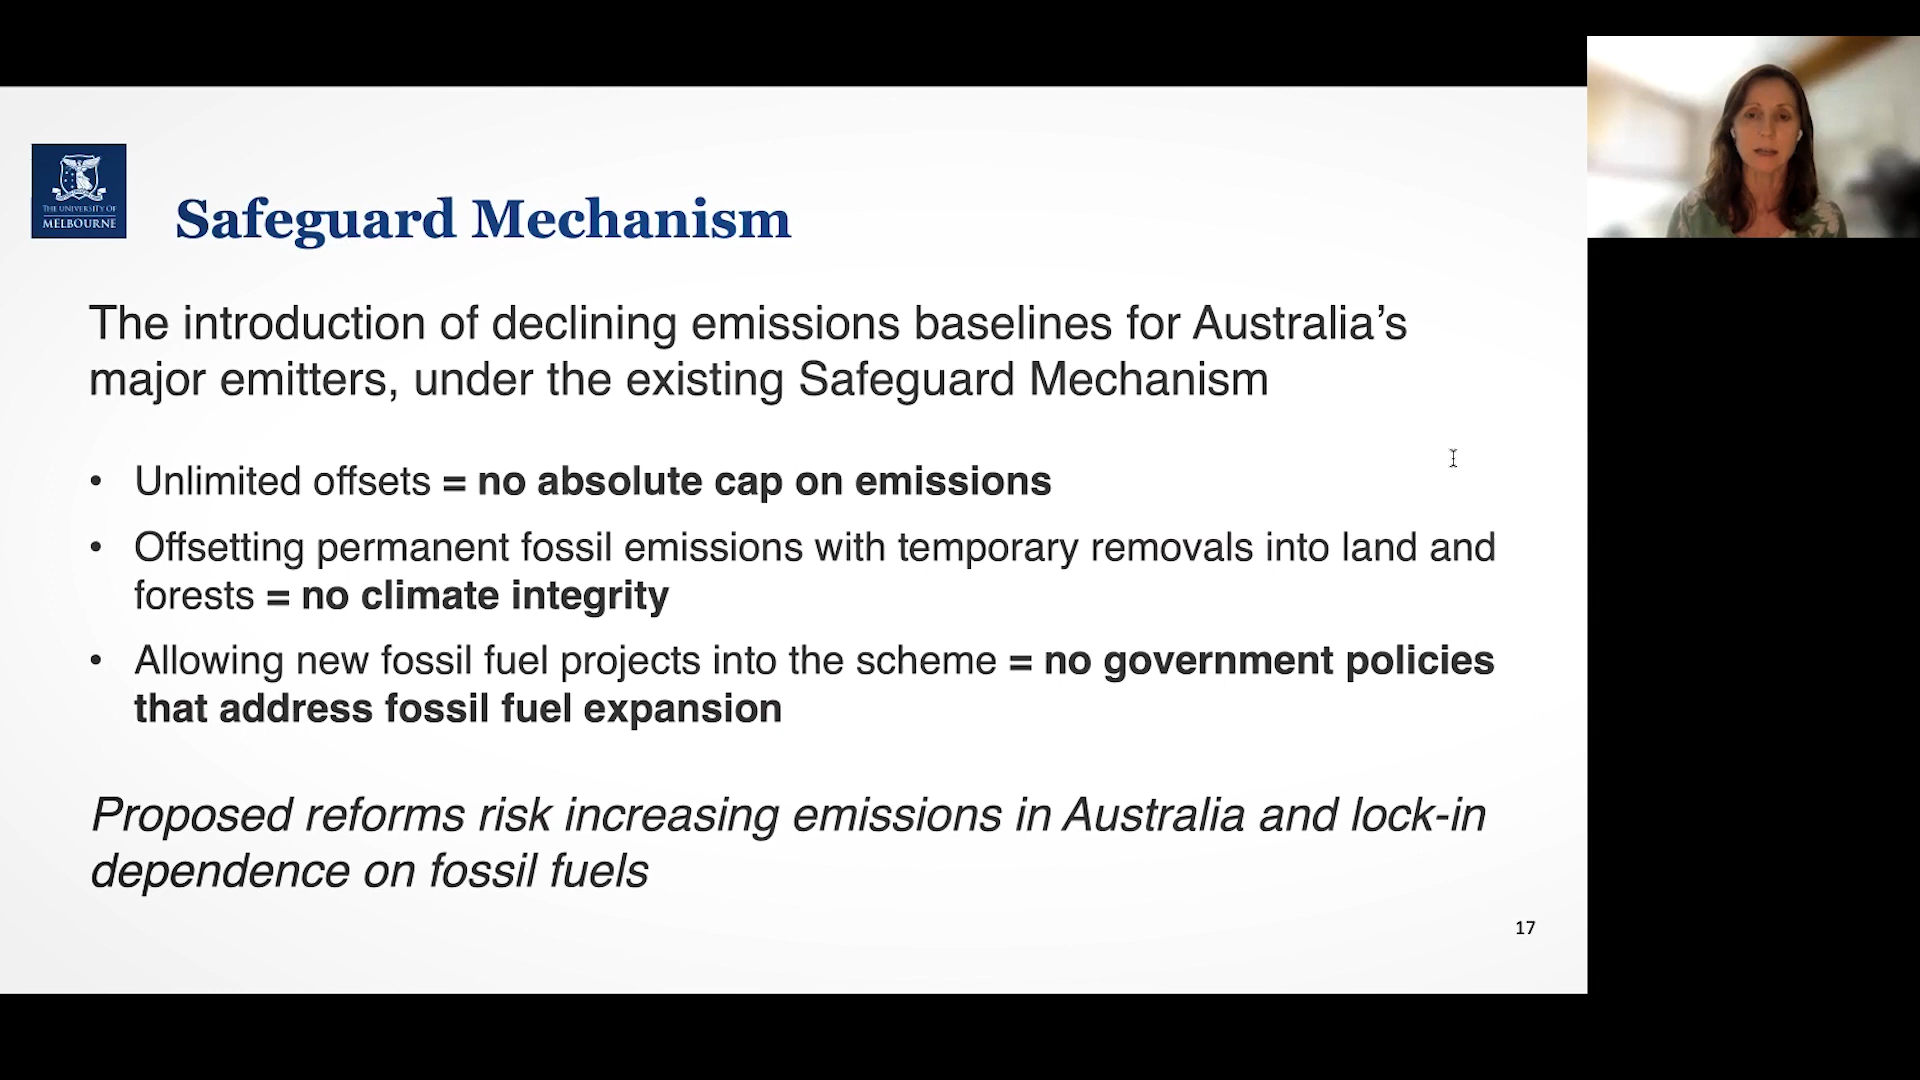 THE UNIVERSITY OF
MELBOURNE
Safeguard Mechanism
The introduction of declining emissions baselines for Australia’s
major emitters, under the existing Safeguard Mechanism
• Unlimited offsets = no absolute cap on emissions
• Offsetting permanent fossil emissions with temporary removals into land and
forests = no climate integrity
• Allowing new fossil fuel projects into the scheme = no government policies
that address fossil fuel expansion
Proposed reforms risk increasing emissions in Australia and lock-in
dependence on fossil fuels
17